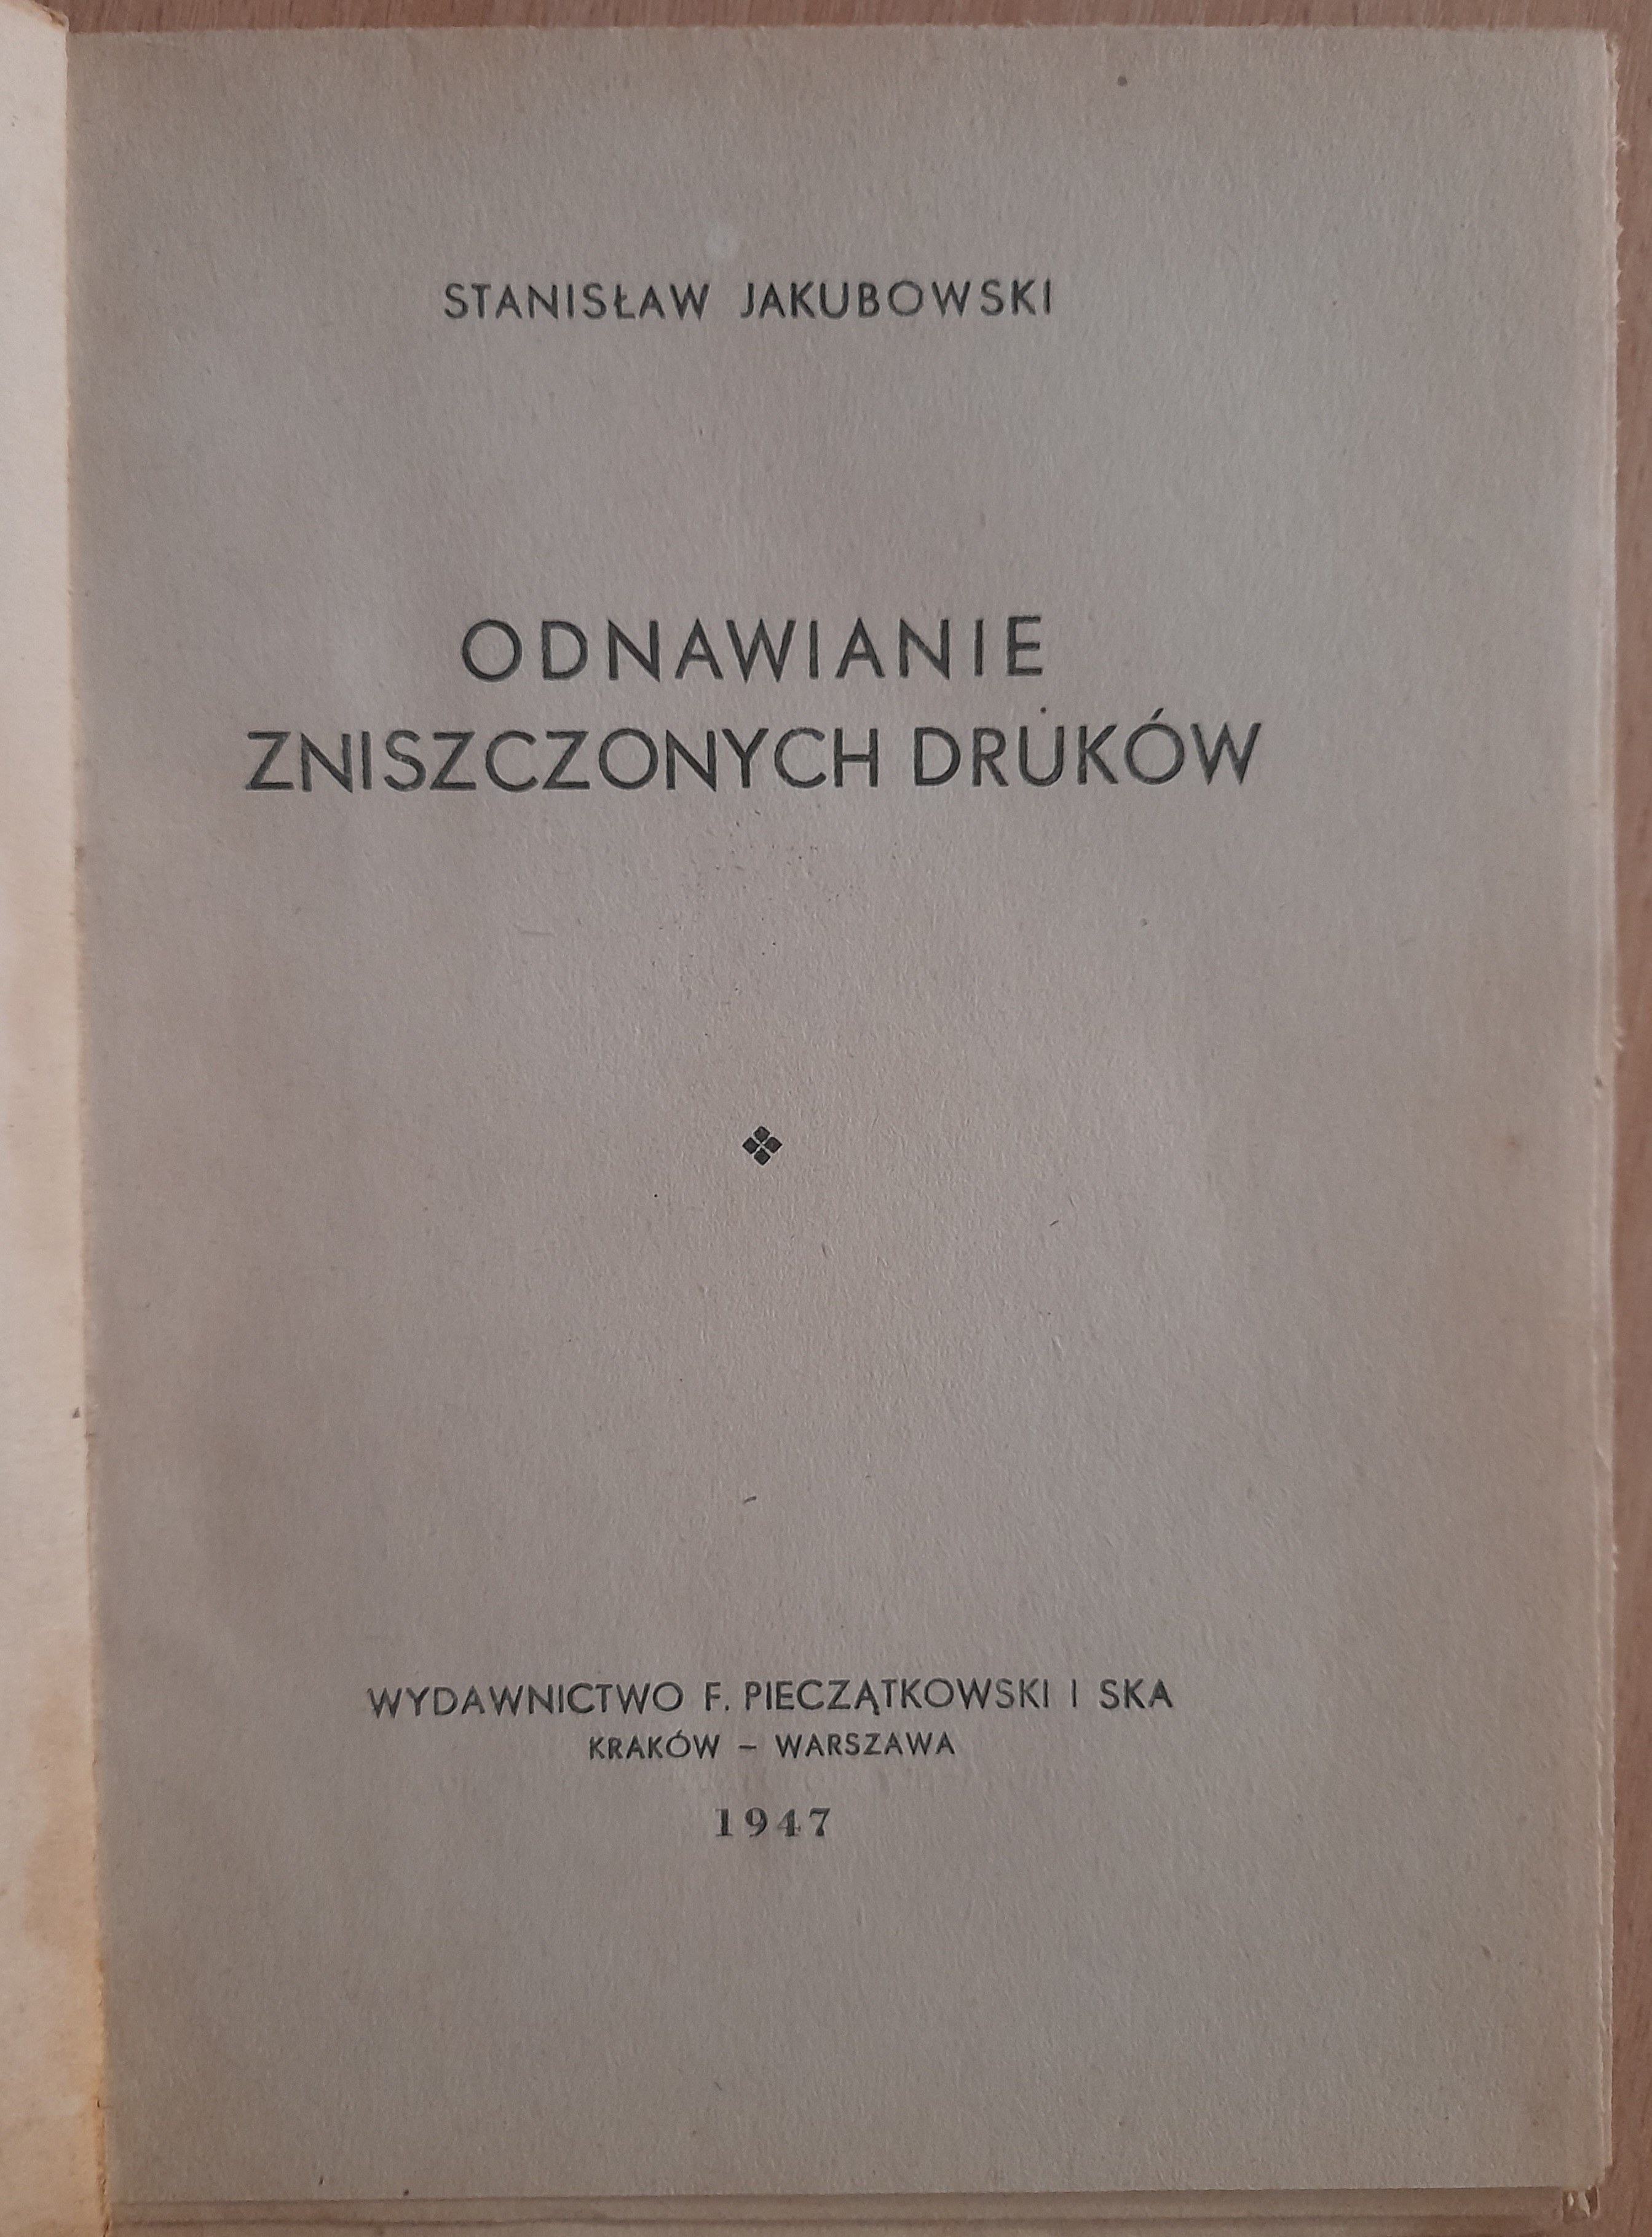 STANISŁAW JAKUBOWSKI
ODNAWIANIE
ZNISZCZONYCH DRUKÓW
WYDAWNICTWO F. PIECZĄTKOWSKI I SKA
KRAKÓW – WARSZAWA
1947